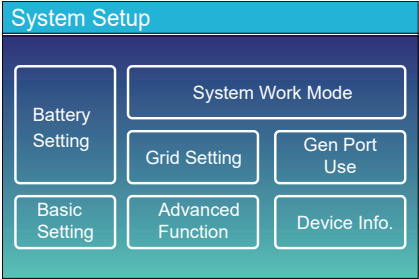 System Setup
Battery
Setting
System Work Mode
Grid Setting
Gen Port
Use
Basic
Setting
Advanced
Function
Device Info.